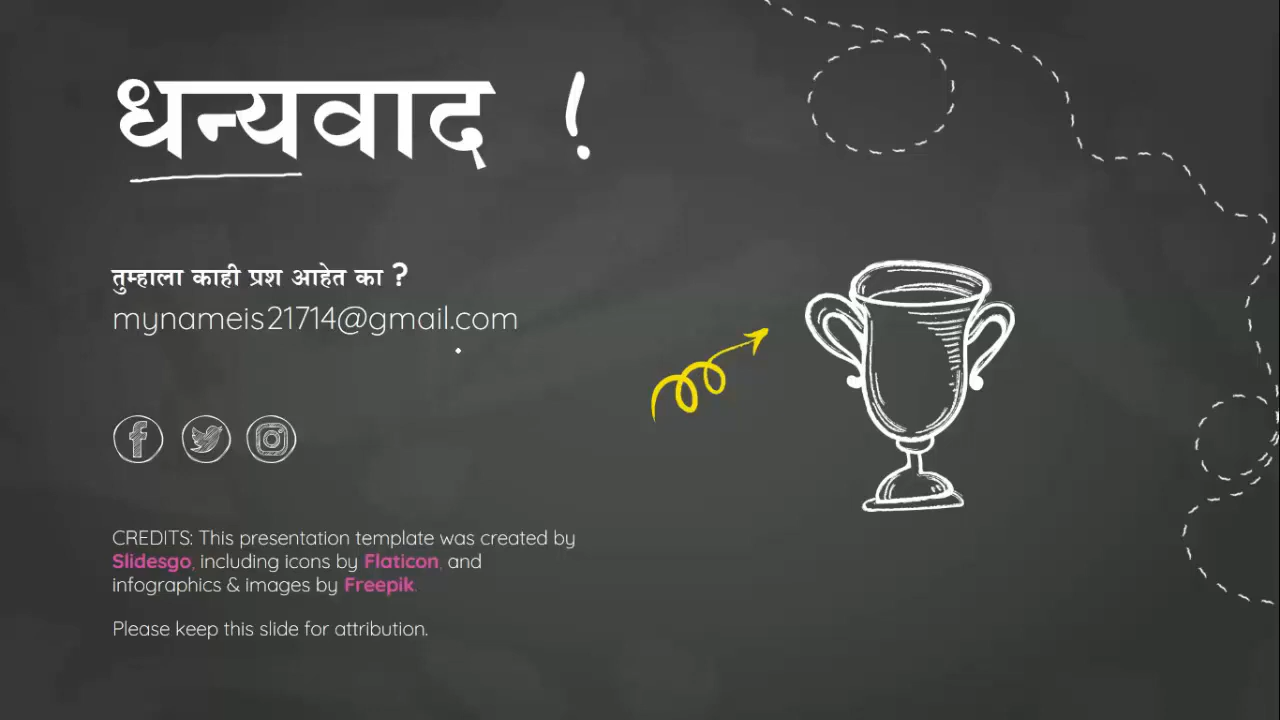 धन्यवाद !
तुम्हाला काही प्रश आहेत का ?
mynameis21714@gmail.com
CREDITS: This presentation template was created by
Slidesgo, including icons by Flaticon, and
infographics & images by Freepik.
Please keep this slide for attribution.